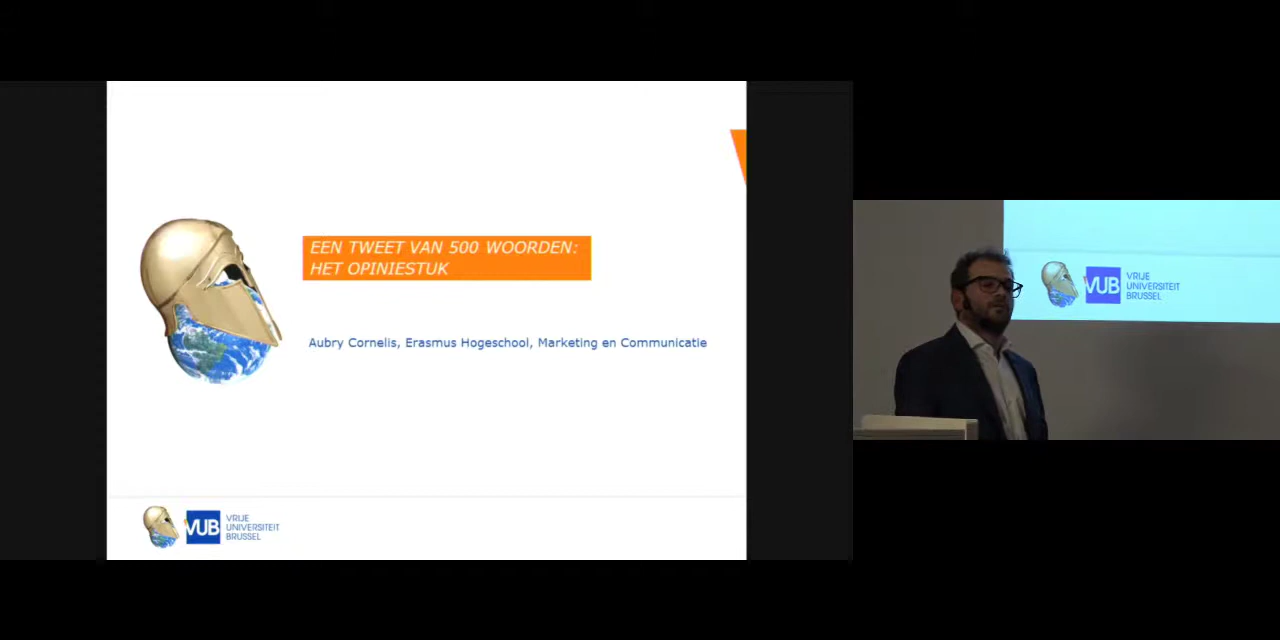 EEN TWEET VAN 500 WOORDEN:
HET OPINIESTUK
Aubry Cornelis, Erasmus Hogeschool, Marketing en Communicatie
VUB
VRIJE
UNIVERSITEIT
BRUSSEL
VUB
VRIJE
UNIVERSITEIT
BRUSSEL